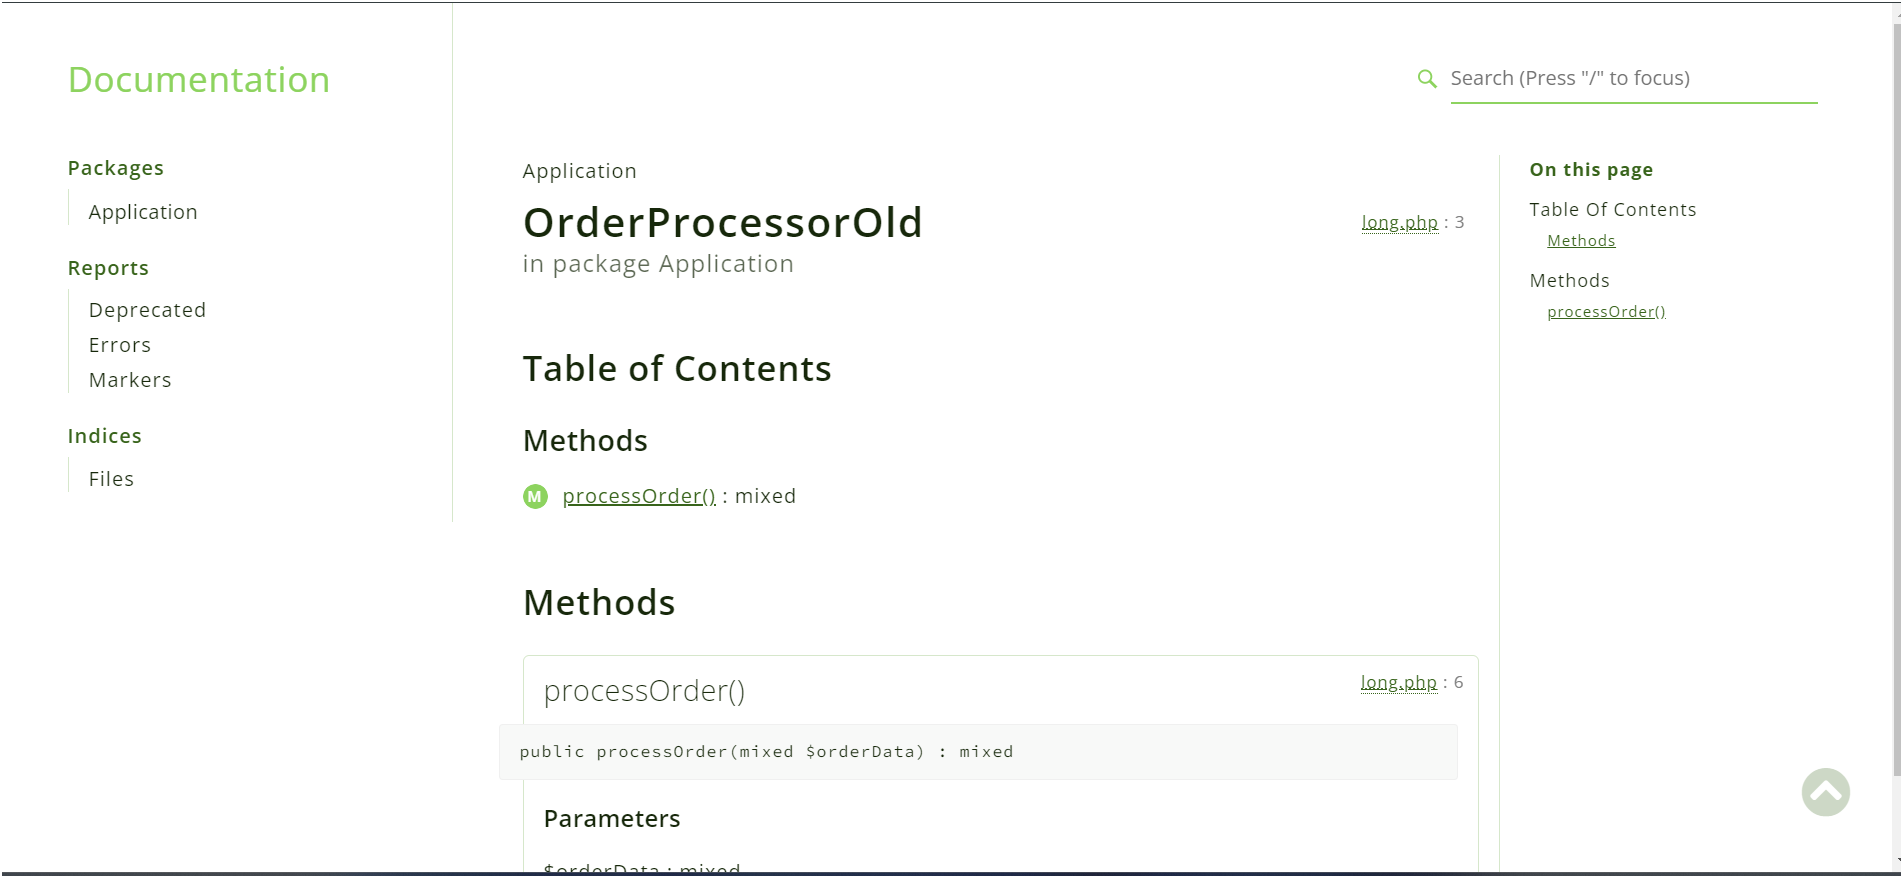 Documentation
Search (Press "/" to focus)
Packages
Application
Reports
Deprecated
Errors
Markers
Indices
Files
Application
OrderProcessorOld
long.php : 3
in package Application
Table of Contents
Methods
M processOrder() : mixed
Methods
processOrder()
long.php : 6
public processOrder(mixed $orderData) : mixed
Parameters
$orderData : mixed
On this page
Table Of Contents
Methods
Methods
processOrder()